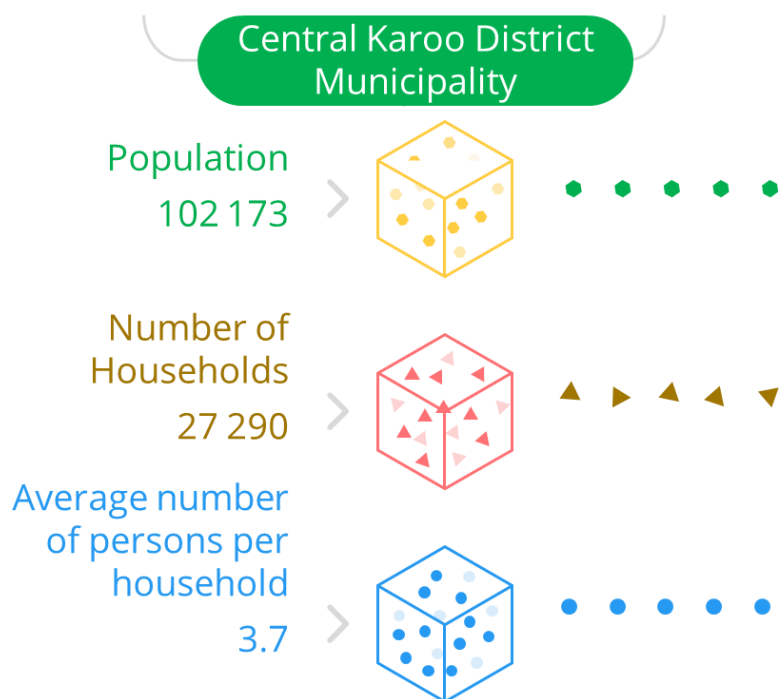 Central Karoo District
Municipality
Population
102 173
Number of
Households
27 290
Average number
of persons per
household
3.7